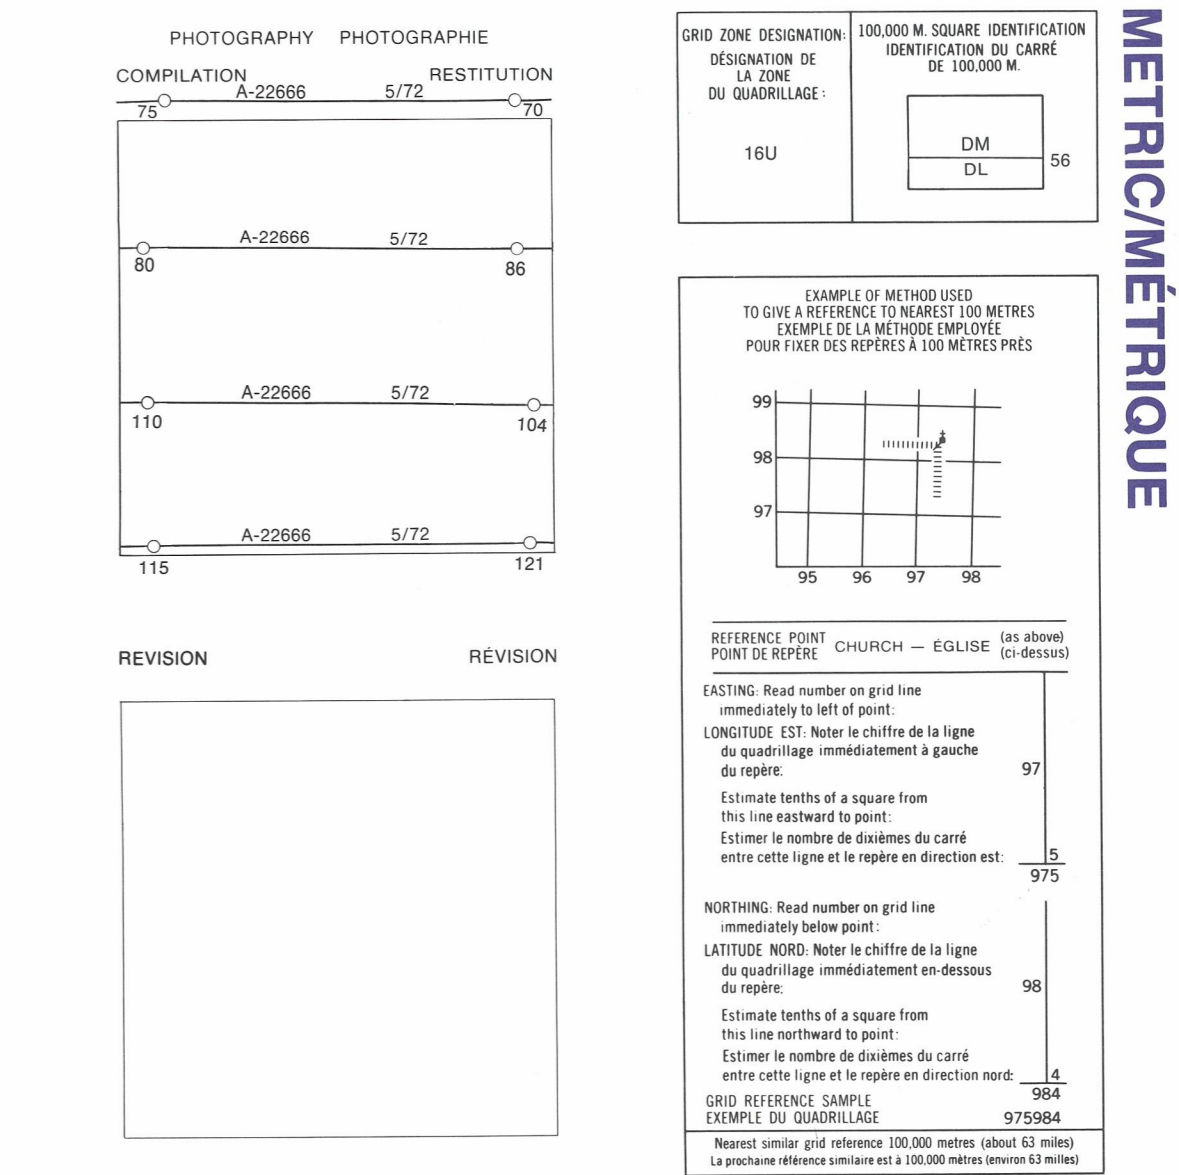 PHOTOGRAPHY PHOTOGRAPHIE
COMPILATION RESTITUTION
A-22666 5/72
75 70
A-22666 5/72
80 86
A-22666 5/72
110 104
A-22666 5/72
115 121
REVISION RÉVISION
GRID ZONE DESIGNATION:
DÉSIGNATION DE
LA ZONE
DU QUADRILLAGE:
16U
100,000 M. SQUARE IDENTIFICATION
IDENTIFICATION DU CARRÉ
DE 100,000 M.
DM
DL
56
EXAMPLE OF METHOD USED
TO GIVE A REFERENCE TO NEAREST 100 METRES
EXEMPLE DE LA MÉTHODE EMPLOYÉE
POUR FIXER DES REPÈRES À 100 MÈTRES PRÈS
99
98
97
95 96 97 98
REFERENCE POINT
POINT DE REPÈRE
CHURCH — ÉGLISE
(as above)
(ci-dessus)
EASTING: Read number on grid line
immediately to left of point:
LONGITUDE EST: Noter le chiffre de la ligne
du quadrillage immédiatement à gauche
du repère: 97
Estimate tenths of a square from
this line eastward to point:
Estimer le nombre de dixièmes du carré
entre cette ligne et le repère en direction est: 5
975
NORTHING: Read number on grid line
immediately below point:
LATITUDE NORD: Noter le chiffre de la ligne
du quadrillage immédiatement en-dessous
du repère: 98
Estimate tenths of a square from
this line northward to point:
Estimer le nombre de dixièmes du carré
entre cette ligne et le repère en direction nord: 4
984
GRID REFERENCE SAMPLE
EXEMPLE DU QUADRILLAGE 975984
Nearest similar grid reference 100,000 metres (about 63 miles)
La prochaine référence similaire est à 100,000 mètres (environ 63 milles)
METRIC/MÉTRIQUE